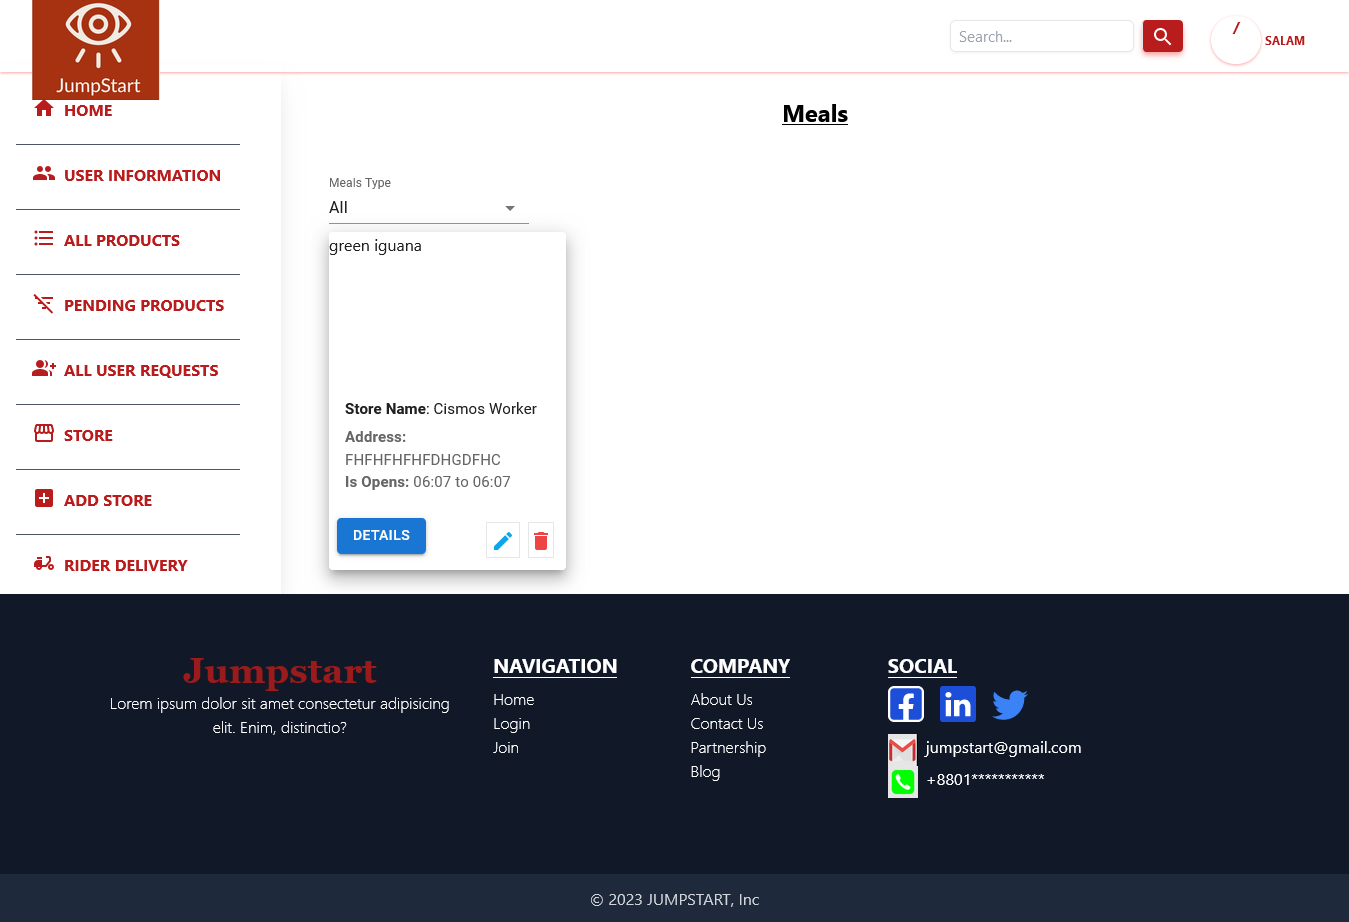 JumpStart
Search...
/
SALAM
HOME
USER INFORMATION
ALL PRODUCTS
PENDING PRODUCTS
ALL USER REQUESTS
STORE
ADD STORE
RIDER DELIVERY
Meals
Meals Type
All
green iguana
Store Name: Cismos Worker
Address:
FHFHFHFHFDHGDFHC
Is Opens: 06:07 to 06:07
DETAILS
Jumpstart
Lorem ipsum dolor sit amet consectetur adipisicing
elit. Enim, distinctio?
NAVIGATION
Home
Login
Join
COMPANY
About Us
Contact Us
Partnership
Blog
SOCIAL
jumpstart@gmail.com
+8801***********
© 2023 JUMPSTART, Inc